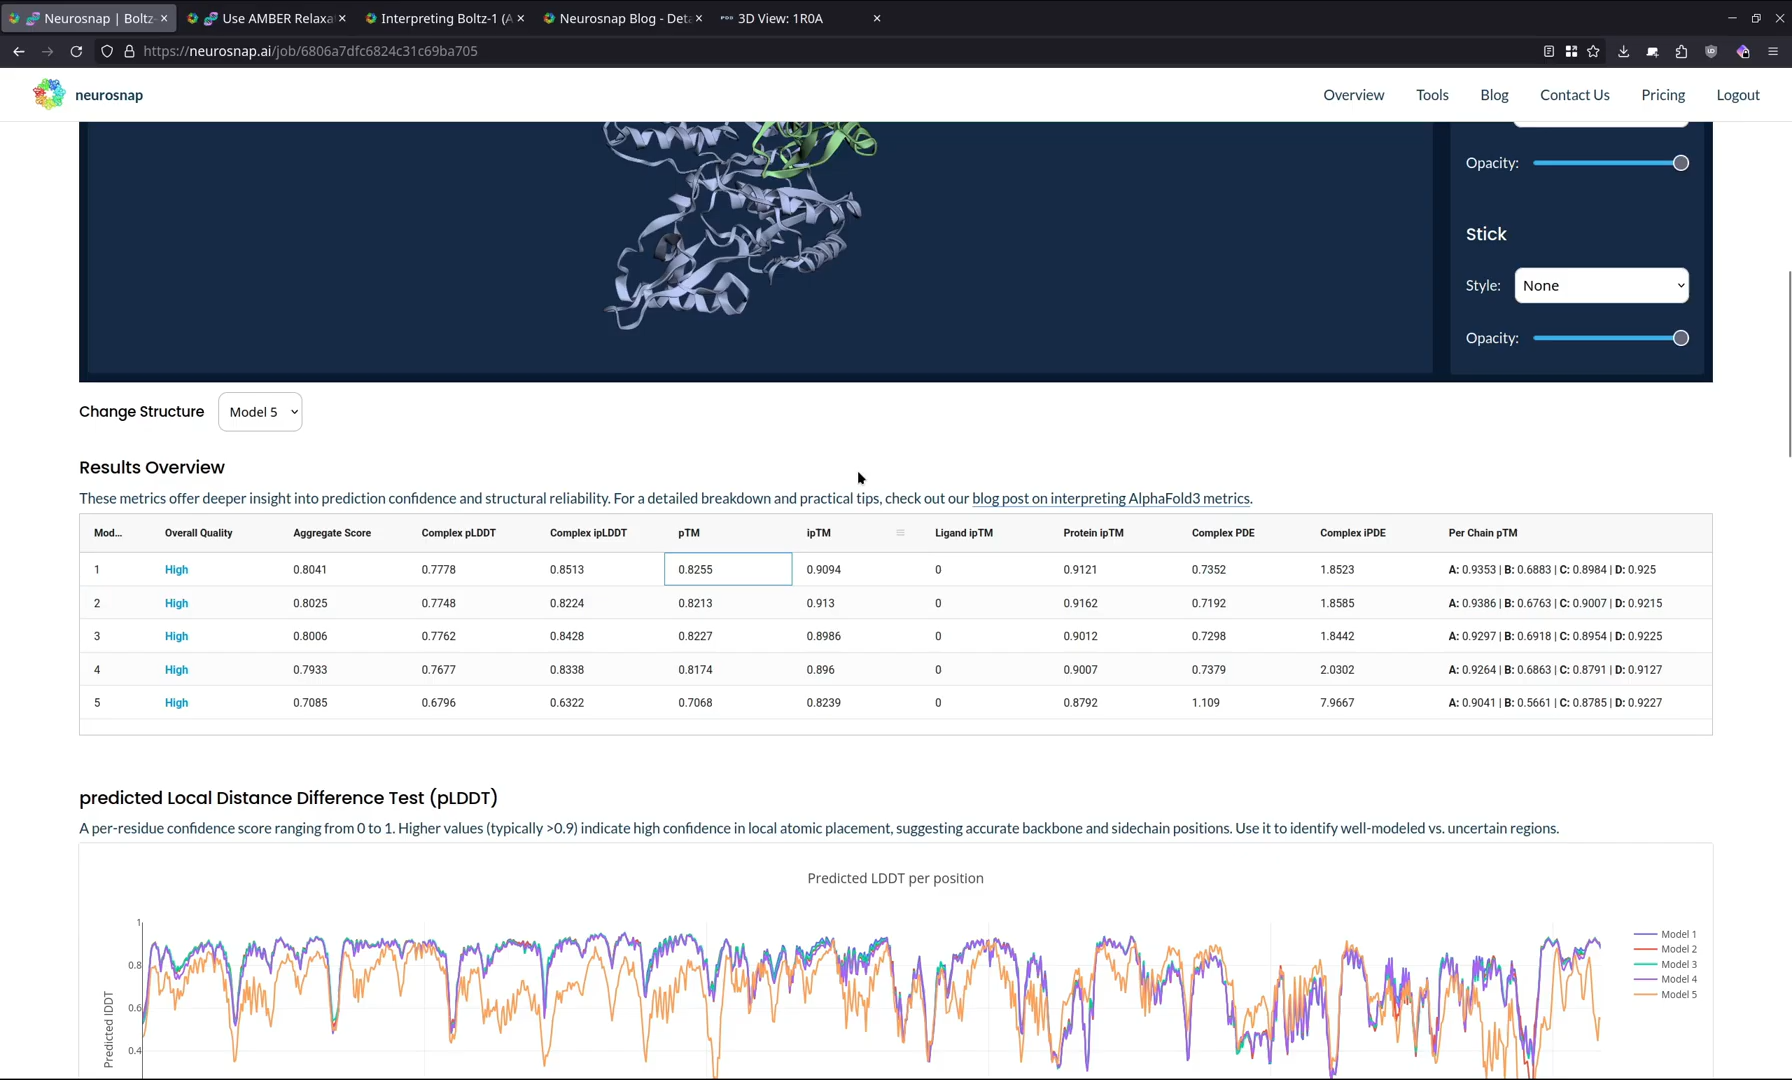 Neurosnap | Boltz-
Use AMBER Relaxa
Interpreting Boltz-1 (A
Neurosnap Blog - Deta
3D View: 1R0A
https://neurosnap.ai/job/6806a7dfc6824c31c69ba705
neurosnap
Overview Tools Blog Contact Us Pricing Logout
Opacity:
Stick
Style: None
Opacity:
Change Structure Model 5
Results Overview
These metrics offer deeper insight into prediction confidence and structural reliability. For a detailed breakdown and practical tips, check out our blog post on interpreting AlphaFold3 metrics.
Mod... Overall Quality Aggregate Score Complex pLDDT Complex ipLDDT pTM ipTM Ligand ipTM Protein ipTM Complex PDE Complex iPDE Per Chain pTM
1 High 0.8041 0.7778 0.8513 0.8255 0.9094 0 0.9121 0.7352 1.8523 A: 0.9353 | B: 0.6883 | C: 0.8984 | D: 0.925
2 High 0.8025 0.7748 0.8224 0.8213 0.913 0 0.9162 0.7192 1.8585 A: 0.9386 | B: 0.6763 | C: 0.9007 | D: 0.9215
3 High 0.8006 0.7762 0.8428 0.8227 0.8986 0 0.9012 0.7298 1.8442 A: 0.9297 | B: 0.6918 | C: 0.8954 | D: 0.9225
4 High 0.7933 0.7677 0.8338 0.8174 0.896 0 0.9007 0.7379 2.0302 A: 0.9264 | B: 0.6863 | C: 0.8791 | D: 0.9127
5 High 0.7085 0.6796 0.6322 0.7068 0.8239 0 0.8792 1.109 7.9667 A: 0.9041 | B: 0.5661 | C: 0.8785 | D: 0.9227
predicted Local Distance Difference Test (pLDDT)
A per-residue confidence score ranging from 0 to 1. Higher values (typically >0.9) indicate high confidence in local atomic placement, suggesting accurate backbone and sidechain positions. Use it to identify well-modeled vs. uncertain regions.
Predicted LDDT per position
1
0.8
0.6
0.4
Predicted lDDT
Model 1
Model 2
Model 3
Model 4
Model 5